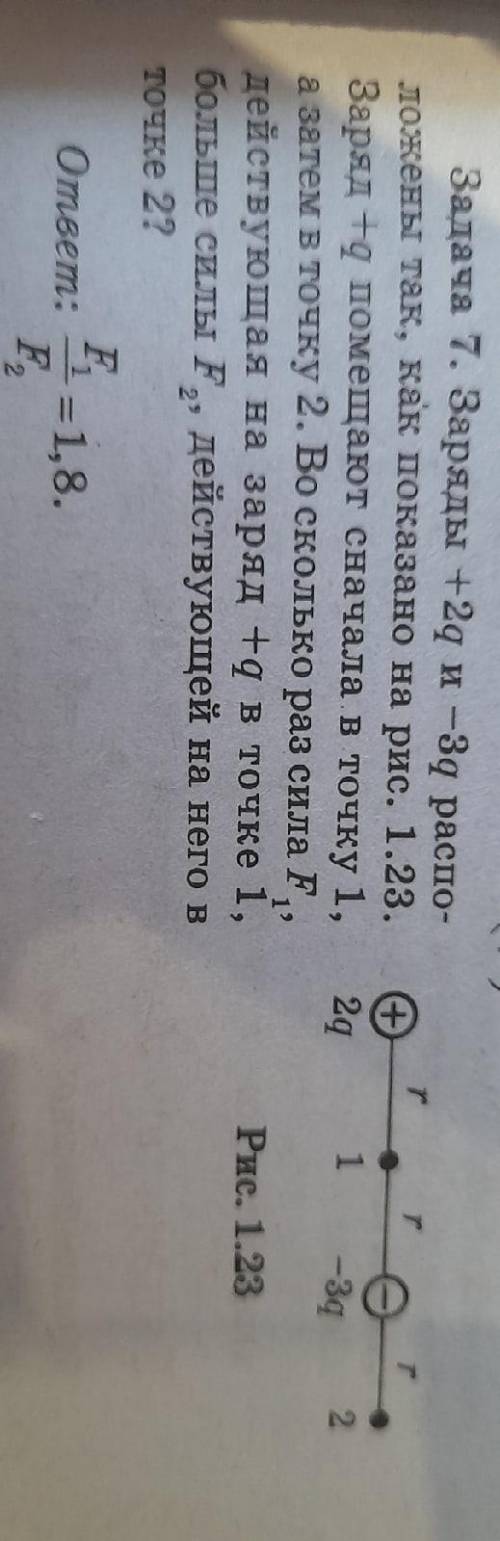 Задача 7. Заряды +2q и –3q распо-
ложены так, как показано на рис. 1.23.
Заряд +q помещают сначала в точку 1,
а затем в точку 2. Во сколько раз сила F₁,
действующая на заряд +q в точке 1,
больше силы F₂, действующей на него в
точке 2?
Ответ: F₁/F₂ = 1,8.
r r r
+ –
2q 1 –3q 2
Рис. 1.23